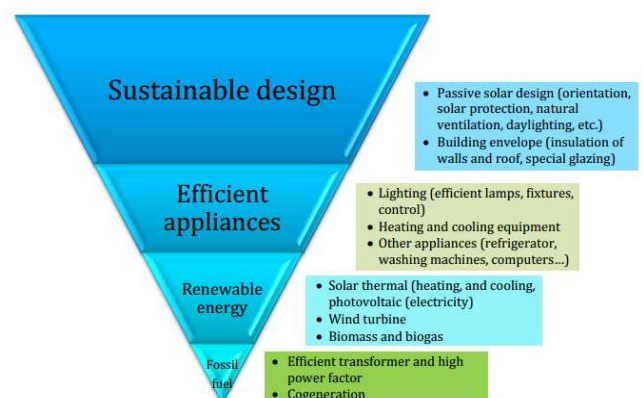 Sustainable design
• Passive solar design (orientation,
solar protection, natural
ventilation, daylighting, etc.)
• Building envelope (insulation of
walls and roof, special glazing)
Efficient
appliances
• Lighting (efficient lamps, fixtures,
control)
• Heating and cooling equipment
• Other appliances (refrigerator,
washing machines, computers…)
Renewable
energy
• Solar thermal (heating, and cooling,
photovoltaic (electricity)
• Wind turbine
• Biomass and biogas
Fossil
fuel
• Efficient transformer and high
power factor
• Cogeneration